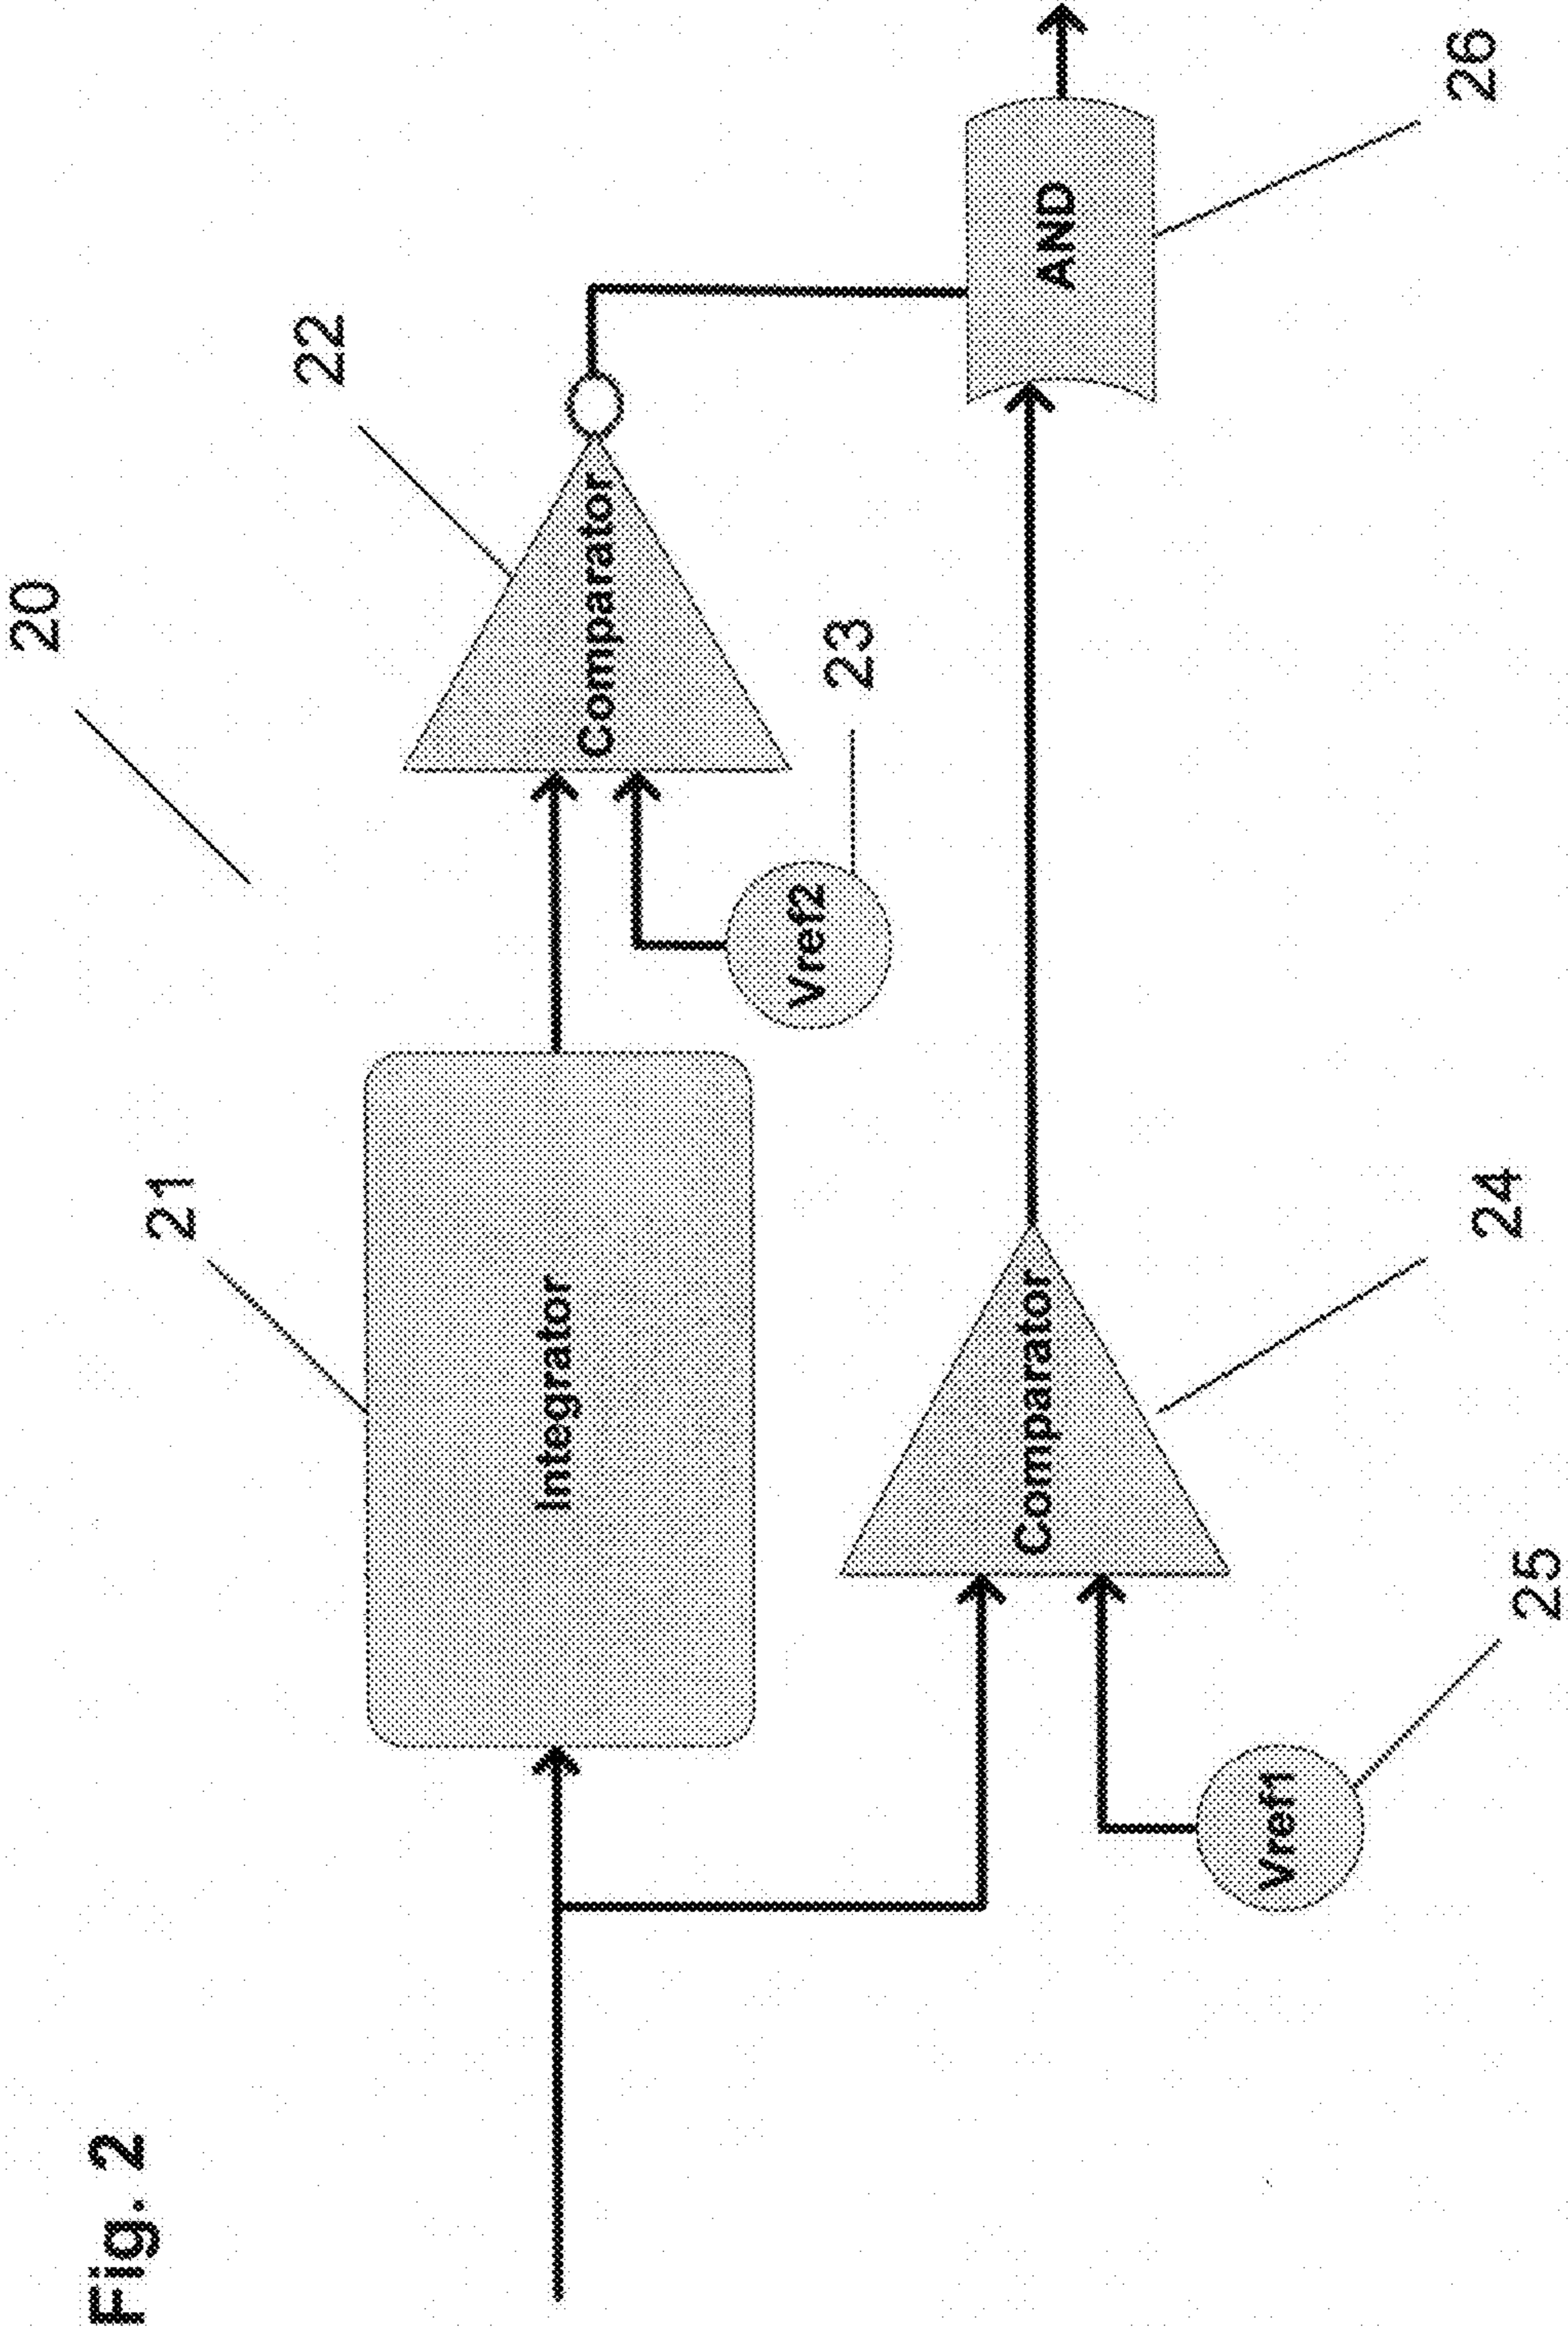 Fig. 2
20
21
22
Integrator
Comparator
Vref2
23
Comparator
AND
Vref1
24
25
26